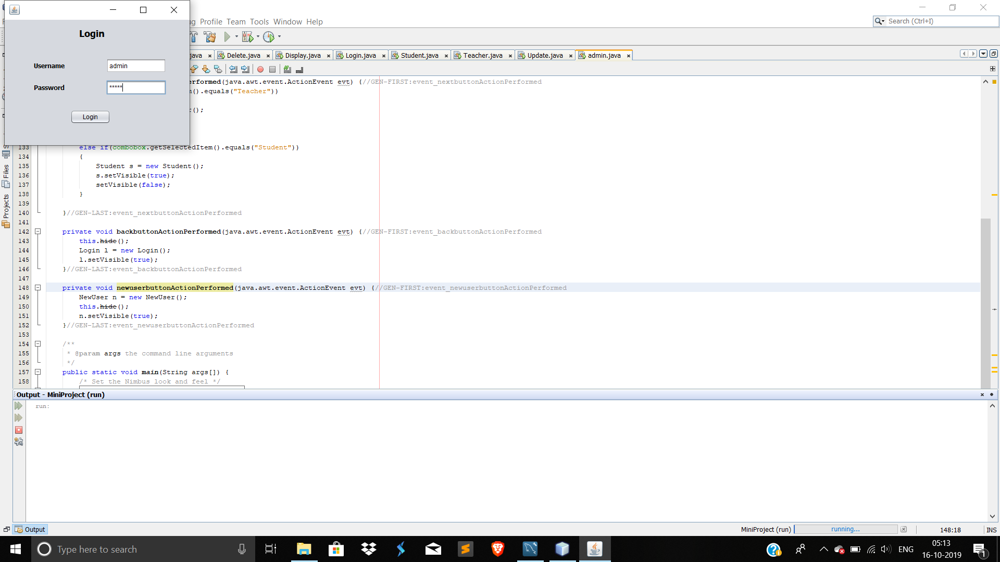 Login
Username admin
Password *****
Login
Profile Team Tools Window Help
Search (Ctrl+I)
Delete.java Display.java Login.java Student.java Teacher.java Update.java admin.java
erformed(java.awt.event.ActionEvent evt) {//GEN-FIRST:event_nextbuttonActionPerformed
().equals("Teacher"))
();
133 else if(combobox.getSelectedItem().equals("Student"))
134 {
135 Student s = new Student();
136 s.setVisible(true);
137 setVisible(false);
138 }
139
140 }//GEN-LAST:event_nextbuttonActionPerformed
141
142 private void backbuttonActionPerformed(java.awt.event.ActionEvent evt) {//GEN-FIRST:event_backbuttonActionPerformed
143 this.hide();
144 Login l = new Login();
145 l.setVisible(true);
146 }//GEN-LAST:event_backbuttonActionPerformed
147
148 private void newuserbuttonActionPerformed(java.awt.event.ActionEvent evt) {//GEN-FIRST:event_newuserbuttonActionPerformed
149 NewUser n = new NewUser();
150 this.hide();
151 n.setVisible(true);
152 }//GEN-LAST:event_newuserbuttonActionPerformed
153
154 /**
155 * @param args the command line arguments
156 */
157 public static void main(String args[]) {
158 /* Set the Nimbus look and feel */
Files
Projects
Output - MiniProject (run)
run:
Output
MiniProject (run) running... 148:18 INS
Type here to search
ENG
05:13
16-10-2019
1